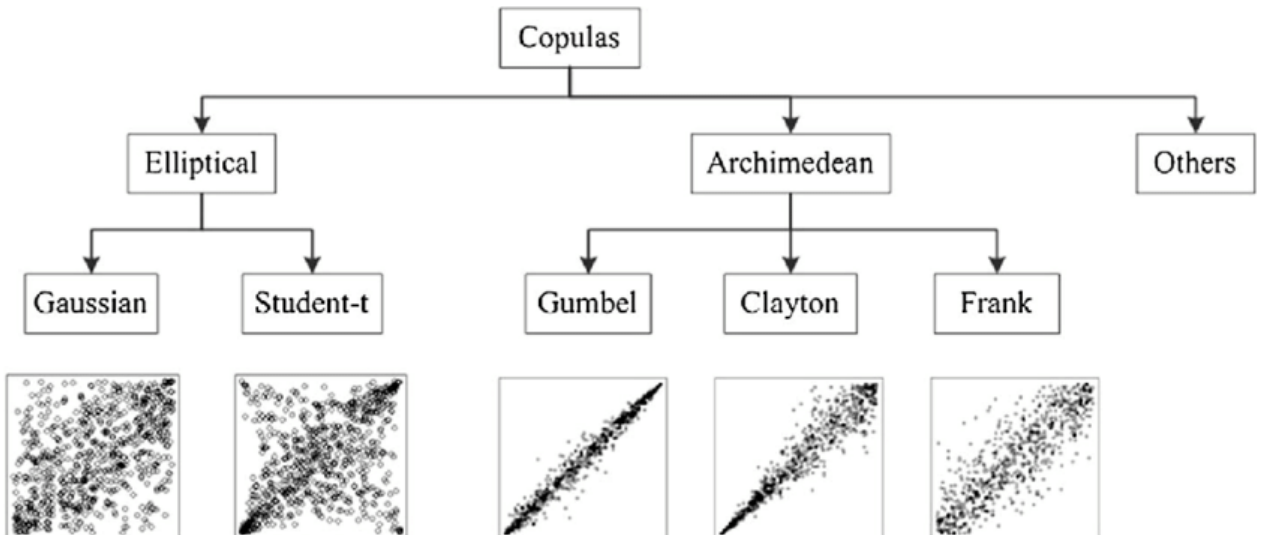 Copulas
Elliptical
Archimedean
Others
Gaussian
Student-t
Gumbel
Clayton
Frank